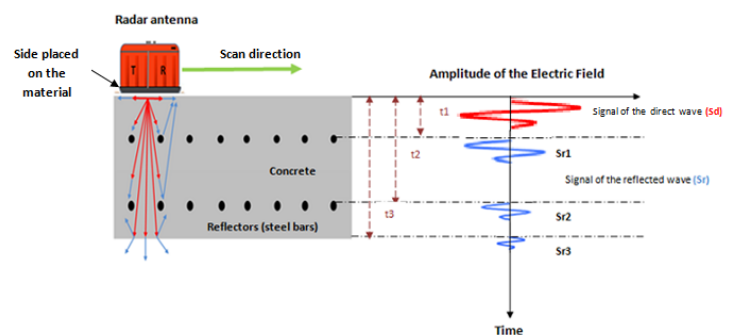 Radar antenna
Side placed
on the
material
T R
Scan direction
Amplitude of the Electric Field
t1
Signal of the direct wave (Sd)
t2
Sr1
Concrete
Signal of the reflected wave (Sr)
t3
Sr2
Reflectors (steel bars)
Sr3
Time